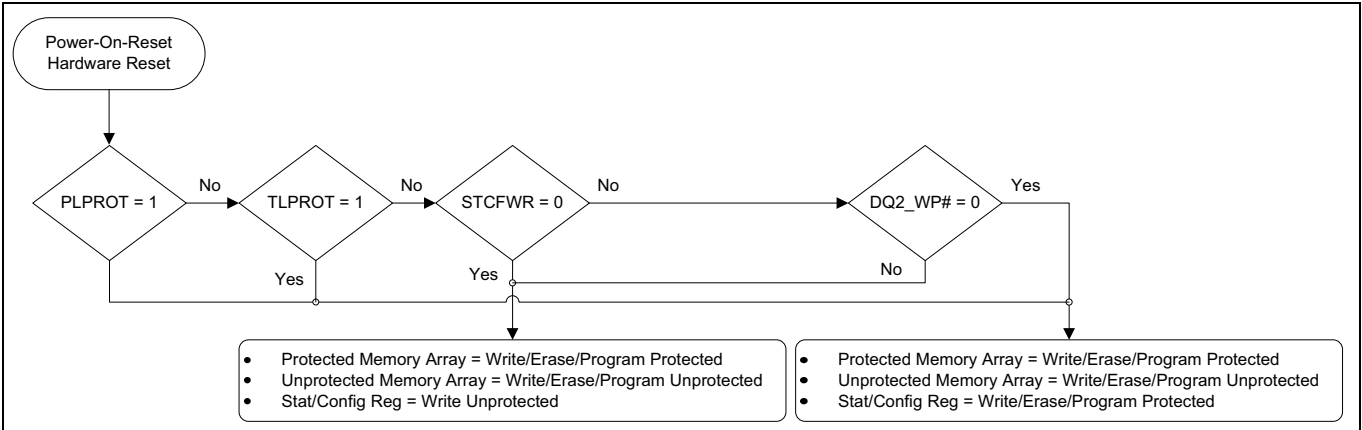 Power-On-Reset
Hardware Reset
PLPROT = 1
No
TLPROT = 1
No
STCFWR = 0
No
DQ2_WP# = 0
Yes
Yes
Yes
No
• Protected Memory Array = Write/Erase/Program Protected
• Unprotected Memory Array = Write/Erase/Program Unprotected
• Stat/Config Reg = Write Unprotected
• Protected Memory Array = Write/Erase/Program Protected
• Unprotected Memory Array = Write/Erase/Program Unprotected
• Stat/Config Reg = Write/Erase/Program Protected